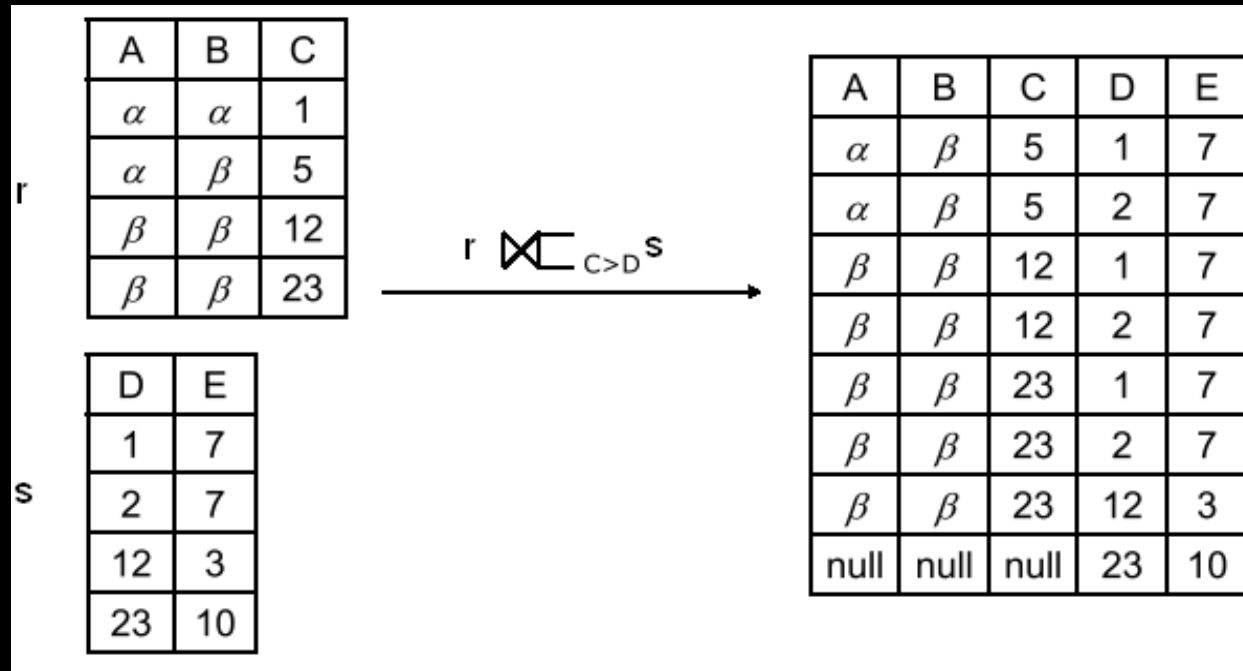 r
A B C
α α 1
α β 5
β β 12
β β 23
s
D E
1 7
2 7
12 3
23 10
r ⟖ C>D s
A B C D E
α β 5 1 7
α β 5 2 7
β β 12 1 7
β β 12 2 7
β β 23 1 7
β β 23 2 7
β β 23 12 3
null null null 23 10